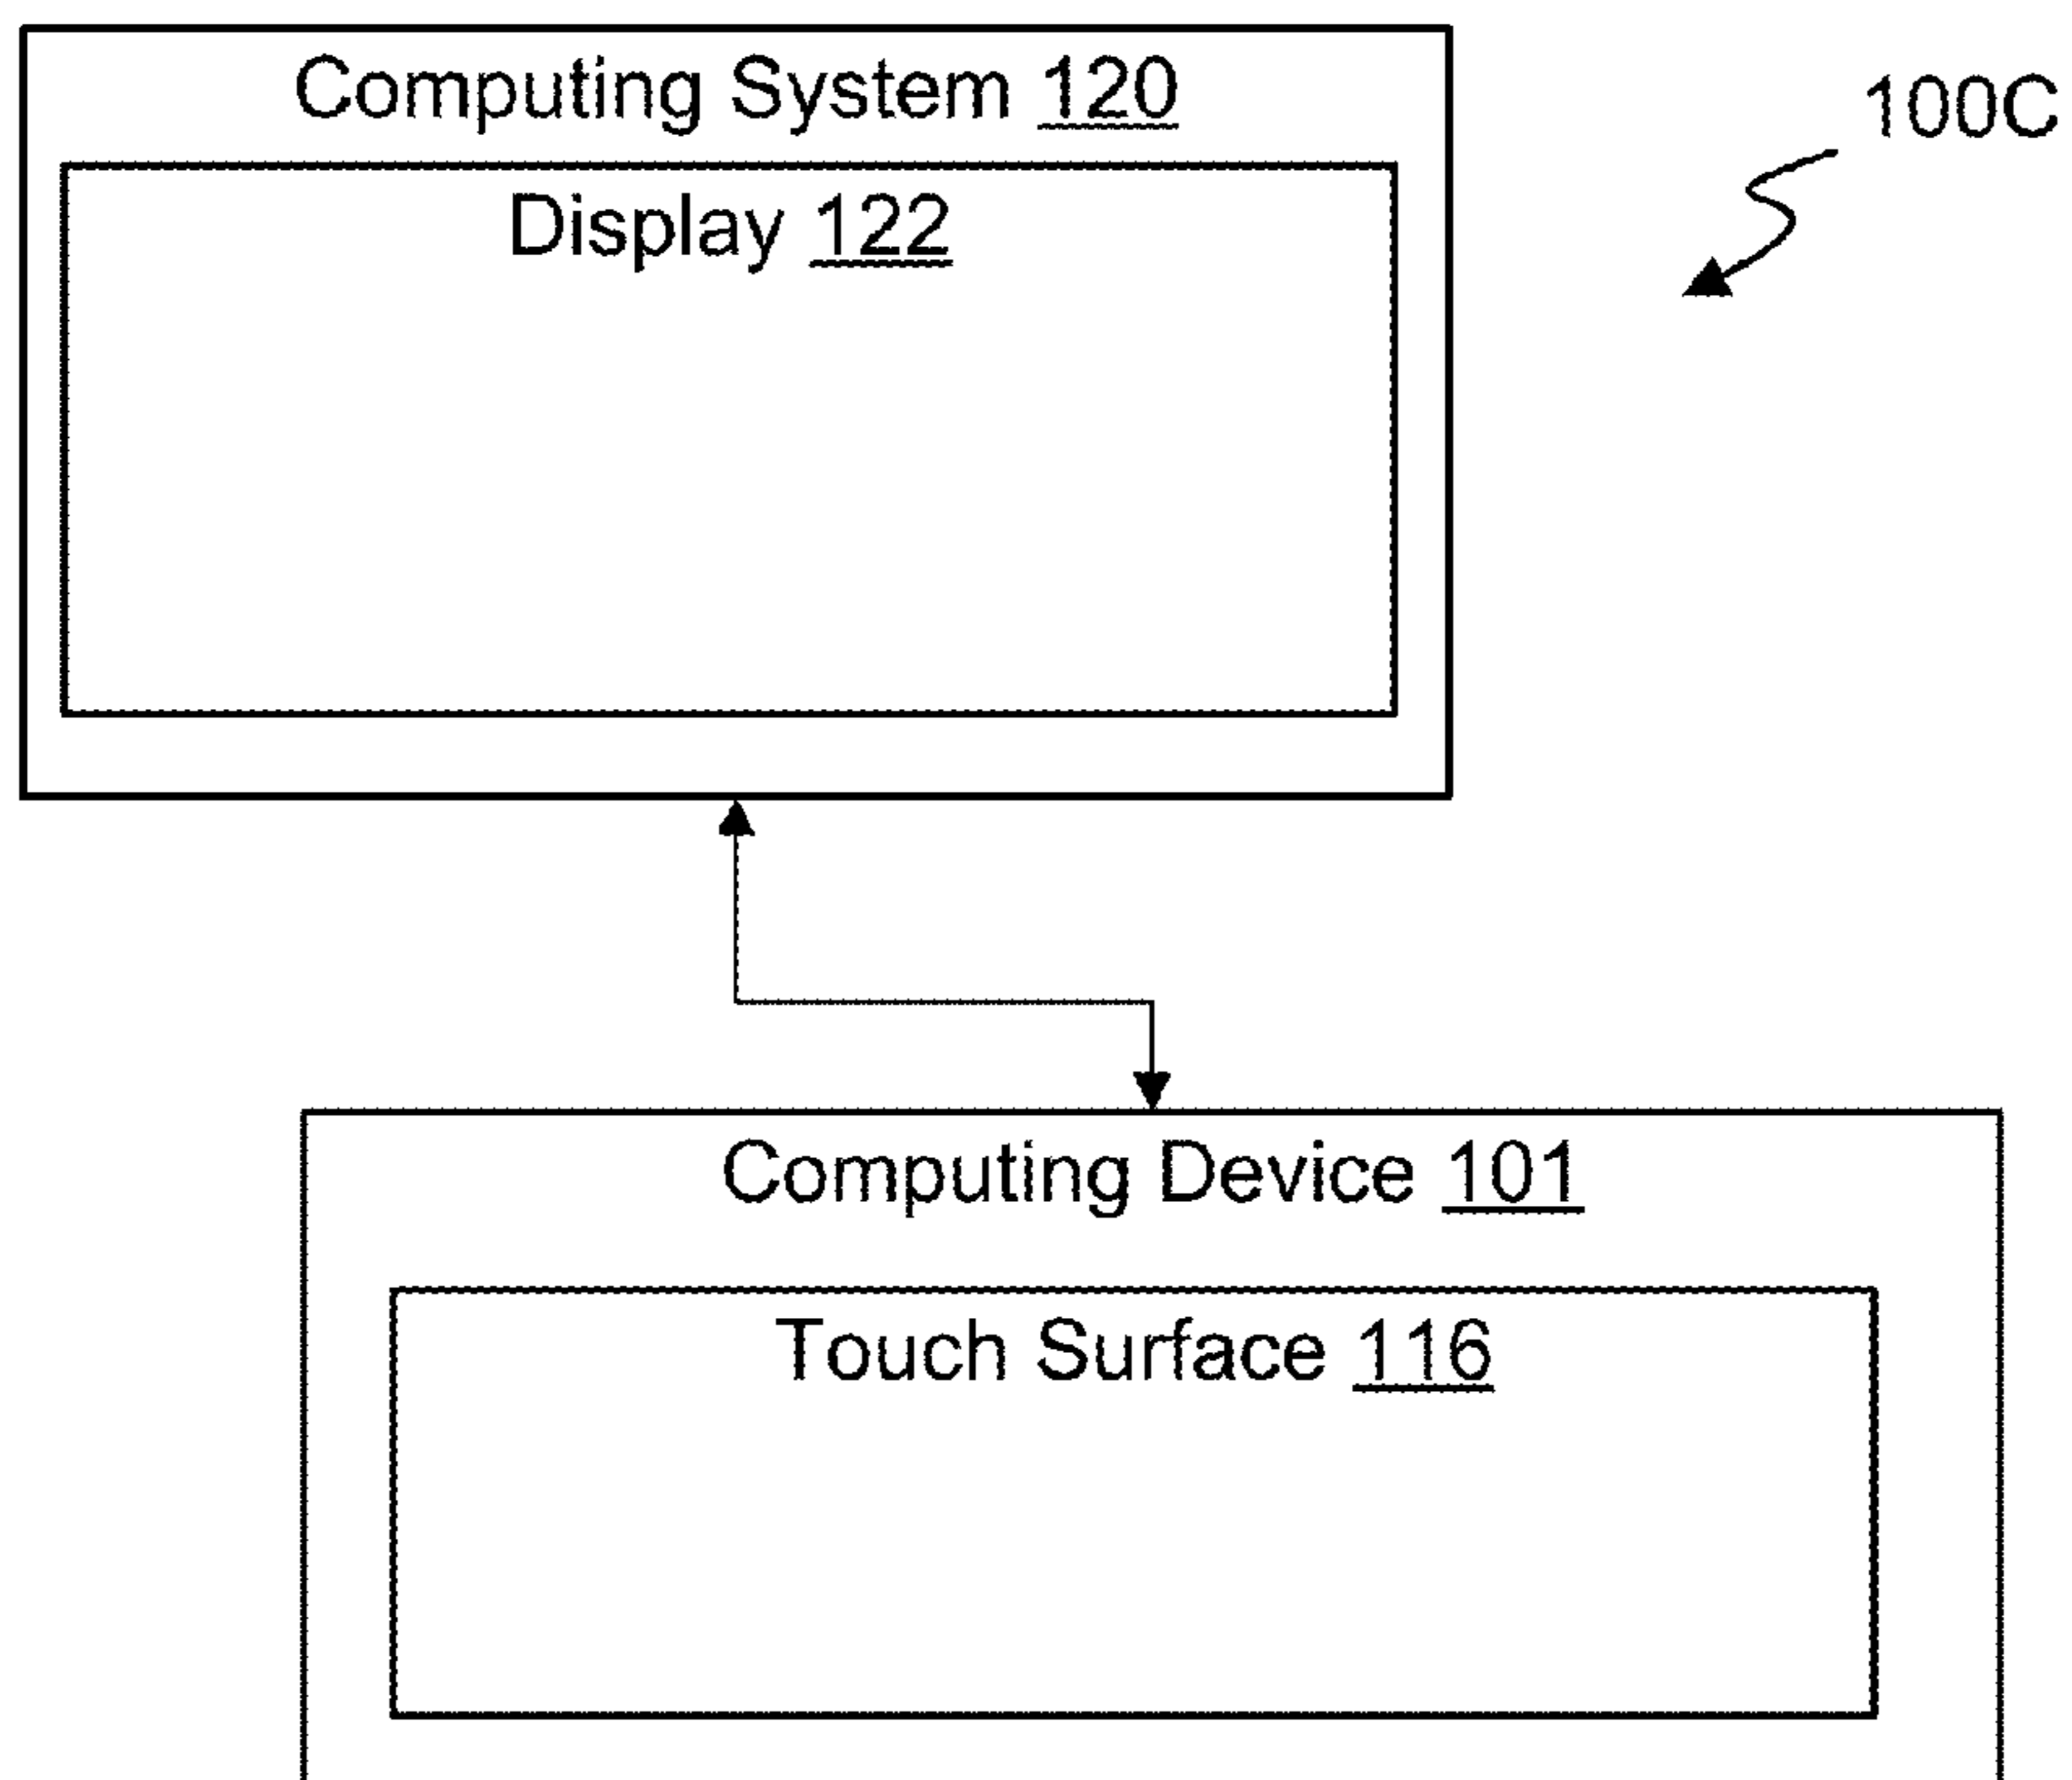 Computing System 120
100C
Display 122
Computing Device 101
Touch Surface 116